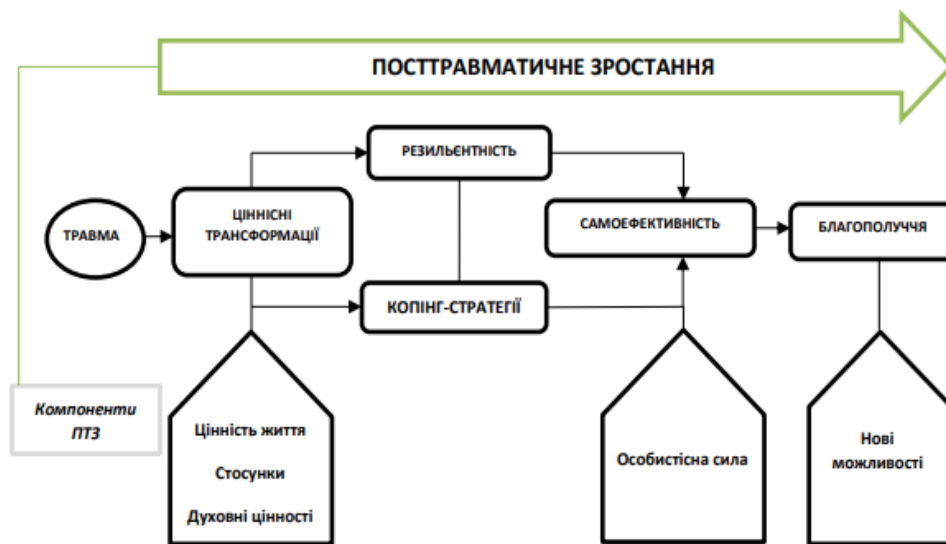 ПОСТТРАВМАТИЧНЕ ЗРОСТАННЯ
РЕЗИЛЬЄНТНІСТЬ
ТРАВМА
ЦІННІСНІ
ТРАНСФОРМАЦІЇ
САМОЕФЕКТИВНІСТЬ
БЛАГОПОЛУЧЧЯ
КОПІНГ-СТРАТЕГІЇ
Компоненти
ПТЗ
Цінність життя
Стосунки
Духовні цінності
Особистісна сила
Нові
можливості